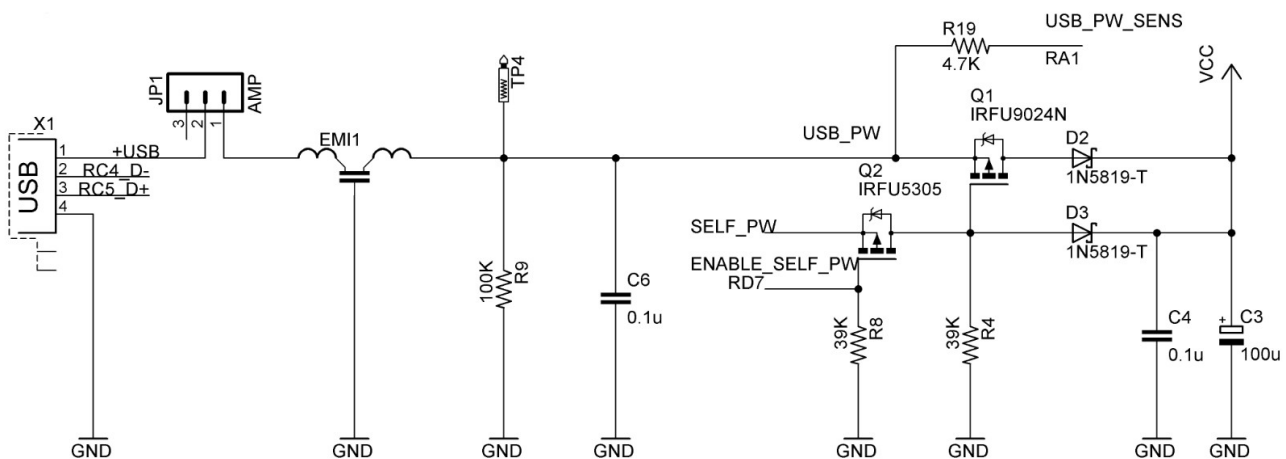 USB_PW_SENS
R19
4.7K
RA1
VCC
TP4
JP1
AMP
3
2
1
X1
USB
1
2
3
4
+USB
RC4_D-
RC5_D+
EMI1
USB_PW
Q1
IRFU9024N
D2
1N5819-T
Q2
IRFU5305
SELF_PW
D3
1N5819-T
ENABLE_SELF_PW
RD7
100K
R9
C6
0.1u
39K
R8
39K
R4
C4
0.1u
+
C3
100u
GND
GND
GND
GND
GND
GND
GND
GND